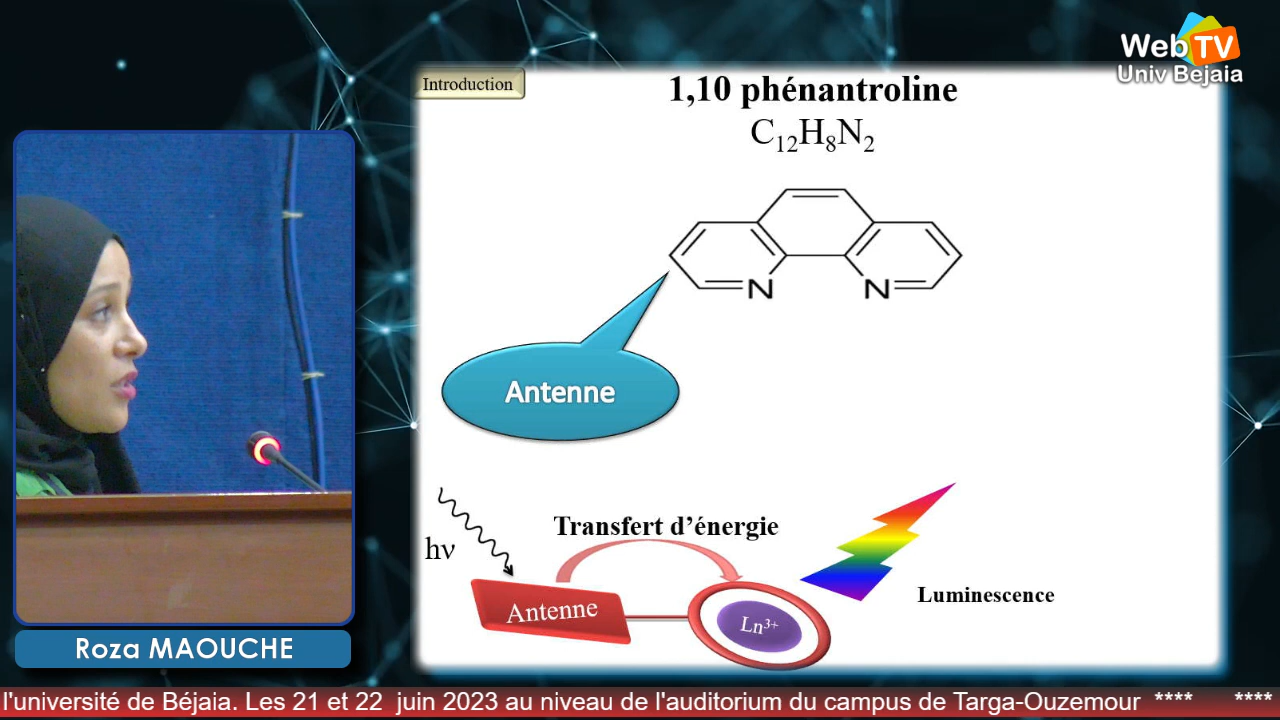 Web TV
Univ Bejaia
Introduction
1,10 phénantroline
C₁₂H₈N₂
N N
Antenne
hν
Transfert d'énergie
Antenne
Ln³⁺
Luminescence
Roza MAOUCHE
l'université de Béjaia. Les 21 et 22 juin 2023 au niveau de l'auditorium du campus de Targa-Ouzemour **** ****